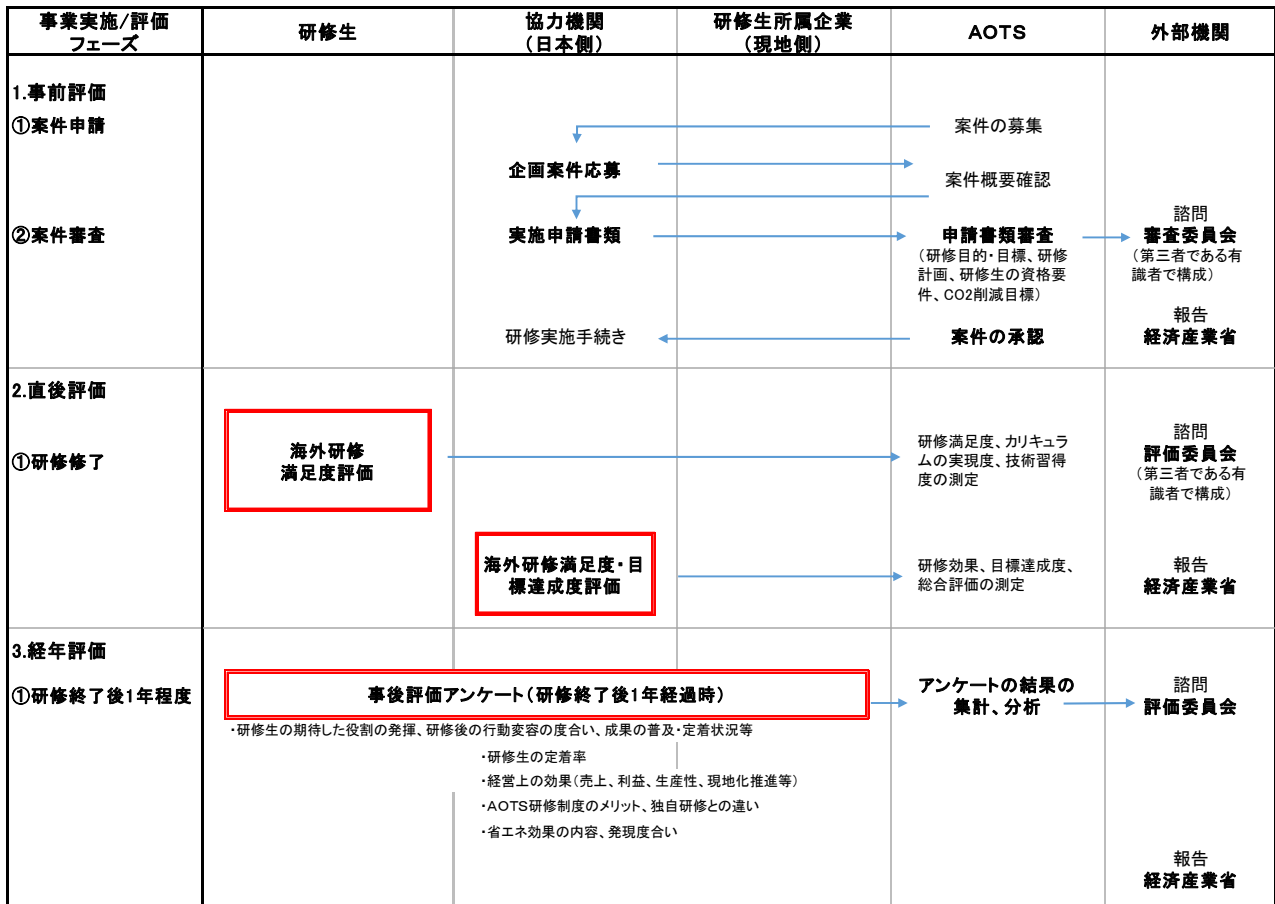 事業実施/評価
フェーズ
研修生
協力機関
(日本側)
研修生所属企業
(現地側)
AOTS
外部機関
1.事前評価
①案件申請
案件の募集
企画案件応募
案件概要確認
②案件審査
実施申請書類
申請書類審査
(研修目的・目標、研修
計画、研修生の資格要
件、CO2削減目標)
諮問
審査委員会
(第三者である有
識者で構成)
研修実施手続き
案件の承認
報告
経済産業省
2.直後評価
①研修修了
海外研修
満足度評価
研修満足度、カリキュラ
ムの実現度、技術習得
度の測定
諮問
評価委員会
(第三者である有
識者で構成)
海外研修満足度・目
標達成度評価
研修効果、目標達成度、
総合評価の測定
報告
経済産業省
3.経年評価
①研修終了後1年程度
事後評価アンケート(研修終了後1年経過時)
アンケートの結果の
集計、分析
諮問
評価委員会
・研修生の期待した役割の発揮、研修後の行動変容の度合い、成果の普及・定着状況等
・研修生の定着率
・経営上の効果(売上、利益、生産性、現地化推進等)
・AOTS研修制度のメリット、独自研修との違い
・省エネ効果の内容、発現度合い
報告
経済産業省